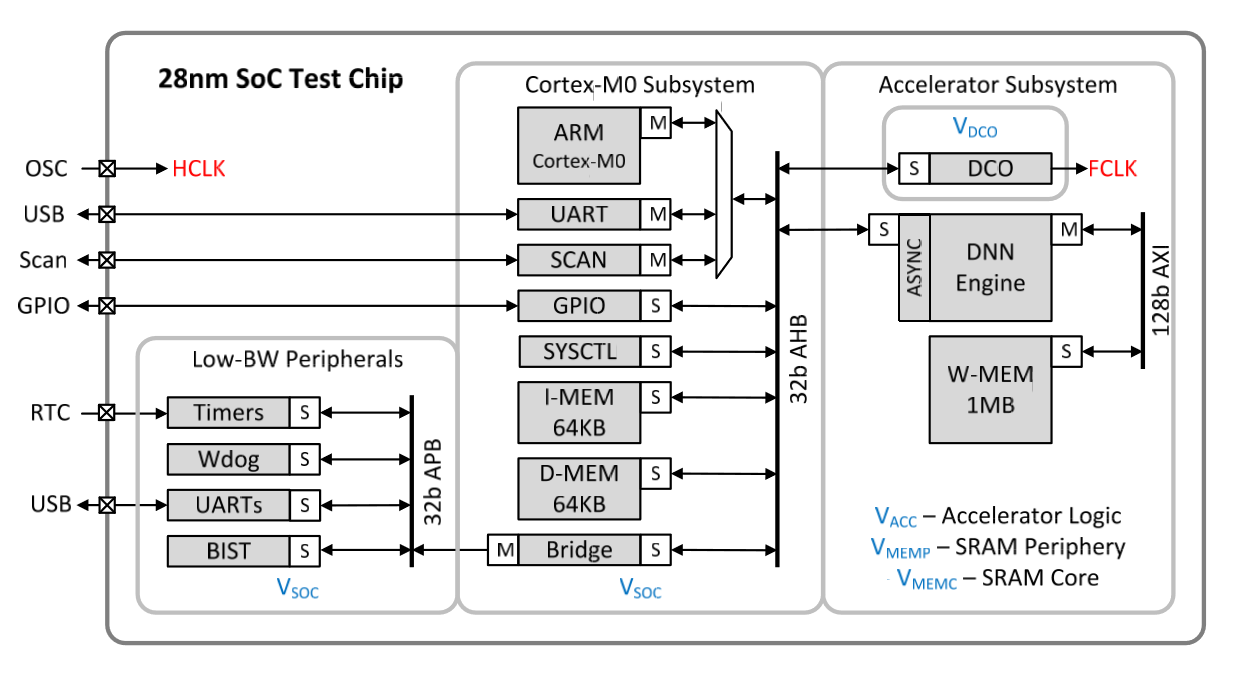 28nm SoC Test Chip
OSC
HCLK
USB
Scan
GPIO
RTC
USB
Low-BW Peripherals
Timers
S
Wdog
S
UARTs
S
BIST
S
32b APB
VSOC
Cortex-M0 Subsystem
ARM
Cortex-M0
M
UART
M
SCAN
M
GPIO
S
SYSCTL
S
I-MEM
64KB
S
D-MEM
64KB
S
M
Bridge
S
VSOC
32b AHB
Accelerator Subsystem
VDCO
S
DCO
FCLK
S
ASYNC
DNN
Engine
M
W-MEM
1MB
S
128b AXI
VACC – Accelerator Logic
VMEMP – SRAM Periphery
VMEMC – SRAM Core